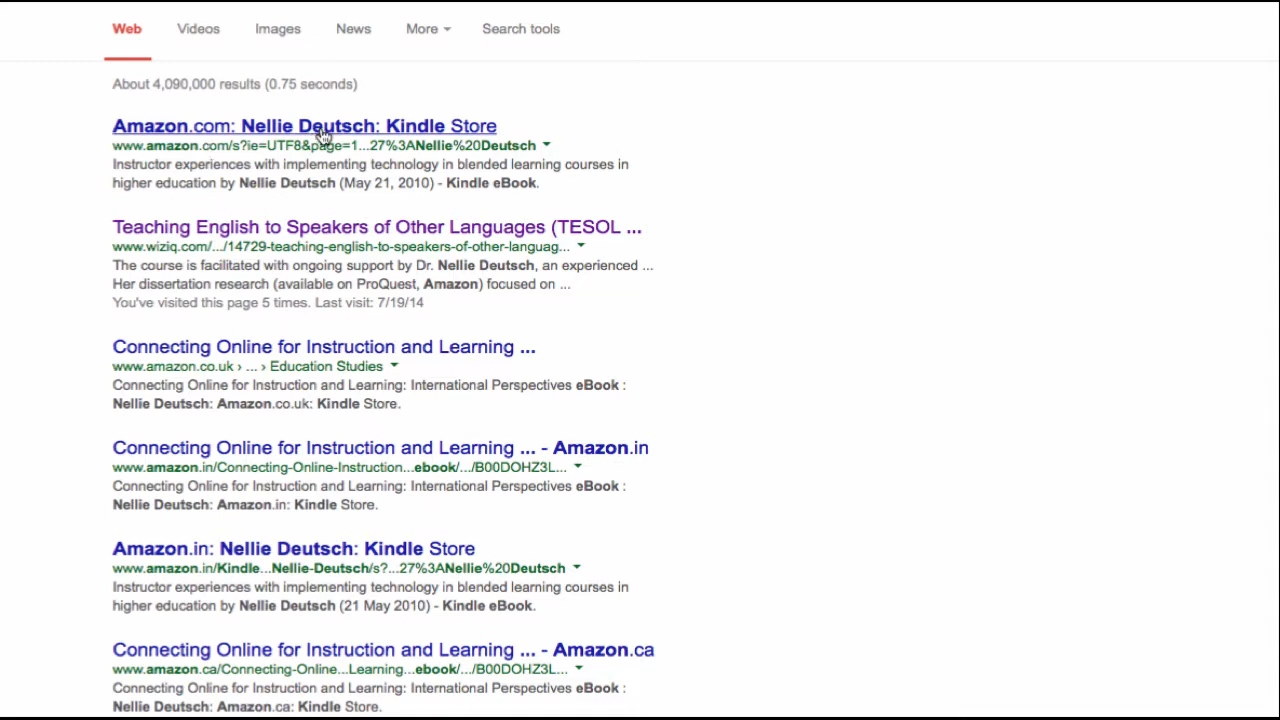 Web Videos Images News More Search tools
About 4,090,000 results (0.75 seconds)
Amazon.com: Nellie Deutsch: Kindle Store
www.amazon.com/s?ie=UTF8&page=1...27%3ANellie%20Deutsch
Instructor experiences with implementing technology in blended learning courses in
higher education by Nellie Deutsch (May 21, 2010) - Kindle eBook.
Teaching English to Speakers of Other Languages (TESOL ...
www.wiziq.com/.../14729-teaching-english-to-speakers-of-other-languag...
The course is facilitated with ongoing support by Dr. Nellie Deutsch, an experienced ...
Her dissertation research (available on ProQuest, Amazon) focused on ...
You've visited this page 5 times. Last visit: 7/19/14
Connecting Online for Instruction and Learning ...
www.amazon.co.uk › ... › Education Studies
Connecting Online for Instruction and Learning: International Perspectives eBook :
Nellie Deutsch: Amazon.co.uk: Kindle Store.
Connecting Online for Instruction and Learning ... - Amazon.in
www.amazon.in/Connecting-Online-Instruction...ebook/.../B00DOHZ3L...
Connecting Online for Instruction and Learning: International Perspectives eBook :
Nellie Deutsch: Amazon.in: Kindle Store.
Amazon.in: Nellie Deutsch: Kindle Store
www.amazon.in/Kindle...Nellie-Deutsch/s?...27%3ANellie%20Deutsch
Instructor experiences with implementing technology in blended learning courses in
higher education by Nellie Deutsch (21 May 2010) - Kindle eBook.
Connecting Online for Instruction and Learning ... - Amazon.ca
www.amazon.ca/Connecting-Online...Learning...ebook/.../B00DOHZ3L...
Connecting Online for Instruction and Learning: International Perspectives eBook :
Nellie Deutsch: Amazon.ca: Kindle Store.